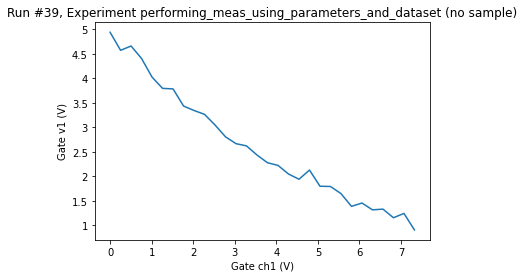 Run #39, Experiment performing_meas_using_parameters_and_dataset (no sample)
5
4.5
4
3.5
3
2.5
2
1.5
1
Gate v1 (V)
0 1 2 3 4 5 6 7
Gate ch1 (V)